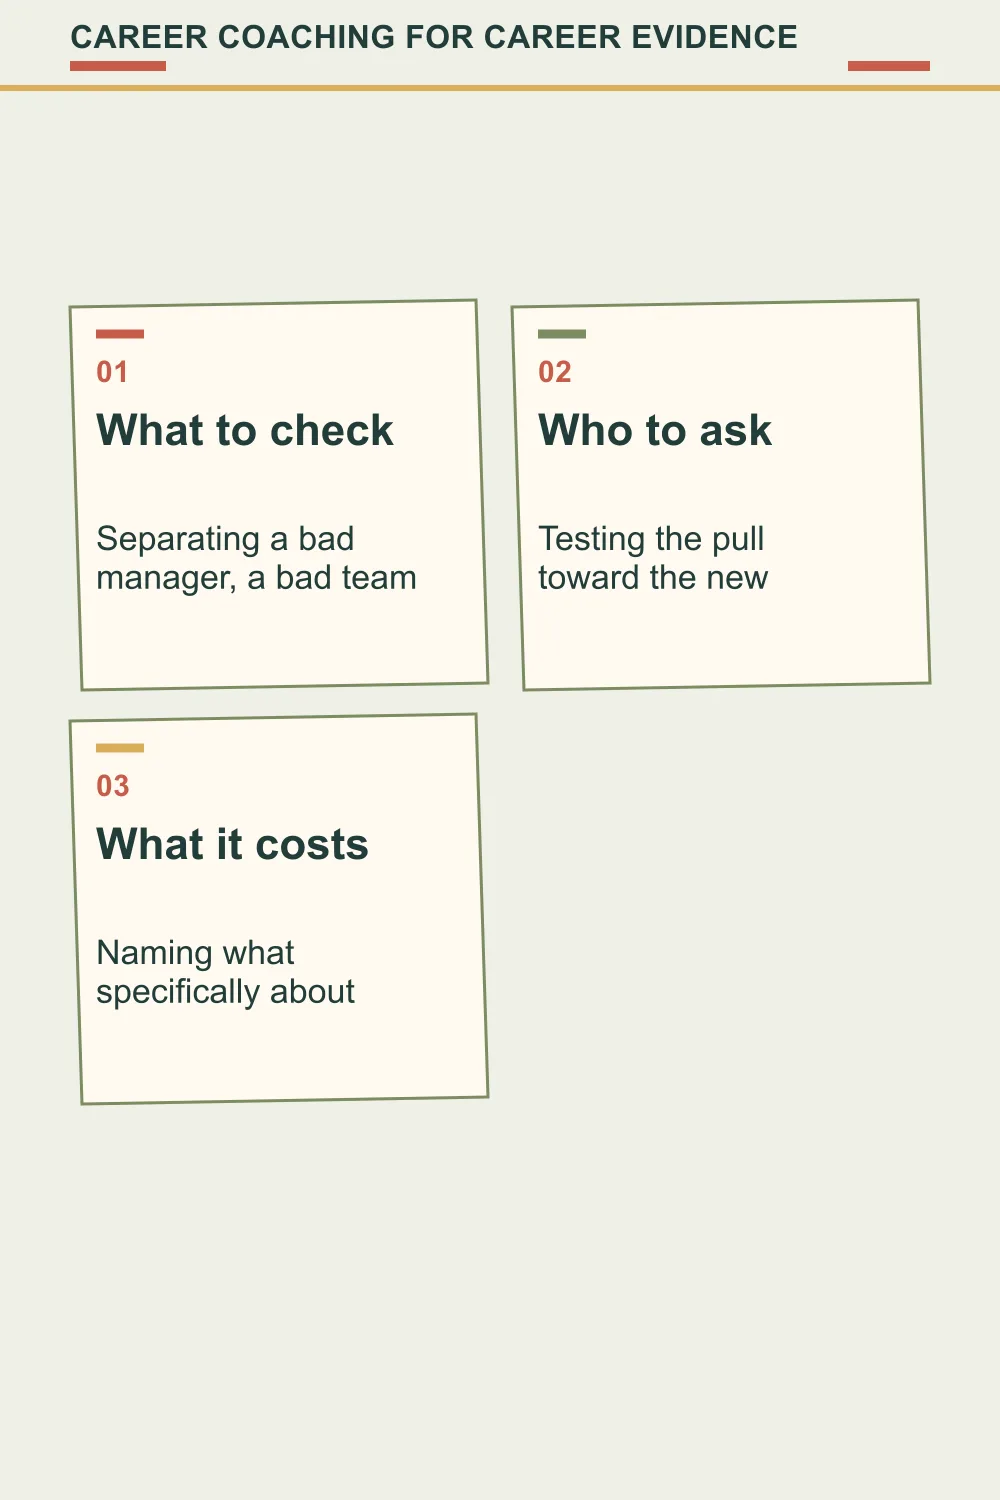 CAREER COACHING FOR CAREER EVIDENCE
01
What to check
Separating a bad
manager, a bad team
02
Who to ask
Testing the pull
toward the new
03
What it costs
Naming what
specifically about